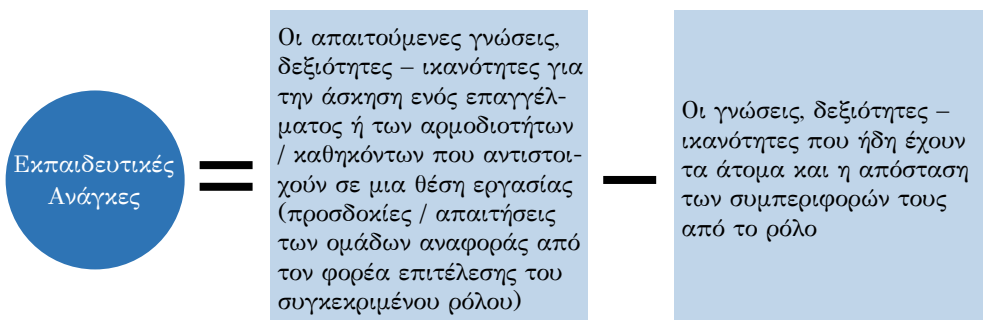 Εκπαιδευτικές
Ανάγκες
Οι απαιτούμενες γνώσεις,
δεξιότητες – ικανότητες για
την άσκηση ενός επαγγέλ-
ματος ή των αρμοδιοτήτων
/ καθηκόντων που αντιστοι-
χούν σε μια θέση εργασίας
(προσδοκίες / απαιτήσεις
των ομάδων αναφοράς από
τον φορέα επιτέλεσης του
συγκεκριμένου ρόλου)
Οι γνώσεις, δεξιότητες –
ικανότητες που ήδη έχουν
τα άτομα και η απόσταση
των συμπεριφορών τους
από το ρόλο